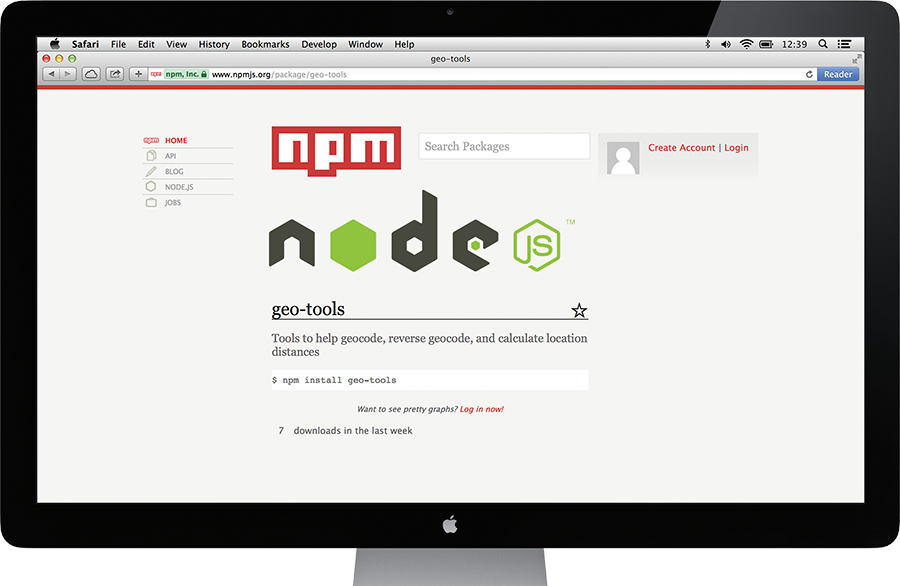 Safari File Edit View History Bookmarks Develop Window Help 12:39
geo-tools
npm npm, Inc. www.npmjs.org/package/geo-tools Reader
npm HOME
API
BLOG
NODE.JS
JOBS
npm
Search Packages
Create Account | Login
node JS ™
geo-tools
Tools to help geocode, reverse geocode, and calculate location
distances
$ npm install geo-tools
Want to see pretty graphs? Log in now!
7 downloads in the last week